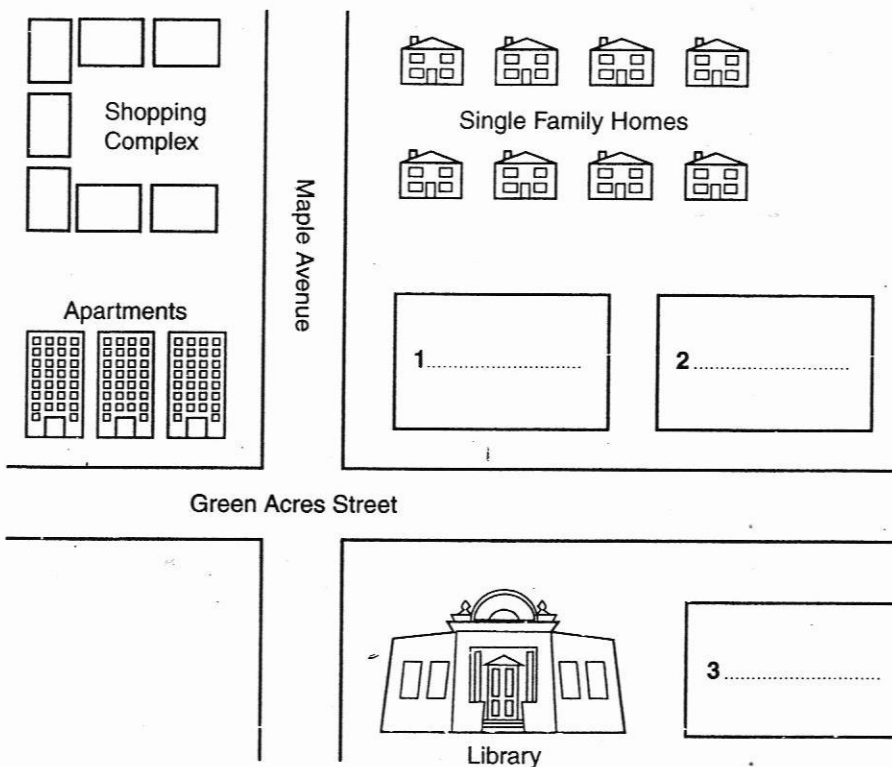 Shopping
Complex
Single Family Homes
Maple Avenue
Apartments
1....................
2....................
Green Acres Street
3....................
Library